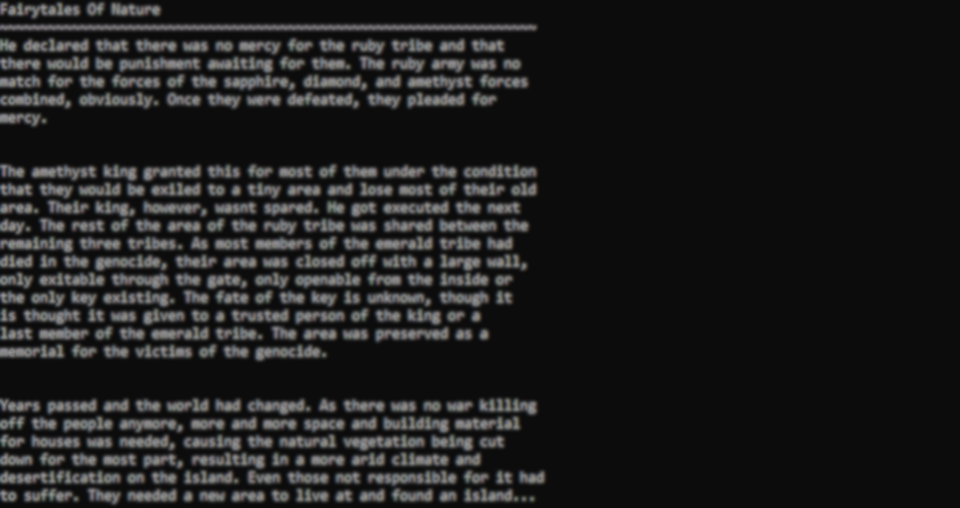 Fairytales Of Nature
~~~~~~~~~~~~~~~~~~~~~~~~~~~~~~~~~~~~~~~~~~~~~~~~~~~~~~~~~~~~~~~~~~~
He declared that there was no mercy for the ruby tribe and that
there would be punishment awaiting for them. The ruby army was no
match for the forces of the sapphire, diamond, and amethyst forces
combined, obviously. Once they were defeated, they pleaded for
mercy.
The amethyst king granted this for most of them under the condition
that they would be exiled to a tiny area and lose most of their old
area. Their king, however, wasnt spared. He got executed the next
day. The rest of the area of the ruby tribe was shared between the
remaining three tribes. As most members of the emerald tribe had
died in the genocide, their area was closed off with a large wall,
only exitable through the gate, only openable from the inside or
the only key existing. The fate of the key is unknown, though it
is thought it was given to a trusted person of the king or a
last member of the emerald tribe. The area was preserved as a
memorial for the victims of the genocide.
Years passed and the world had changed. As there was no war killing
off the people anymore, more and more space and building material
for houses was needed, causing the natural vegetation being cut
down for the most part, resulting in a more arid climate and
desertification on the island. Even those not responsible for it had
to suffer. They needed a new area to live at and found an island...